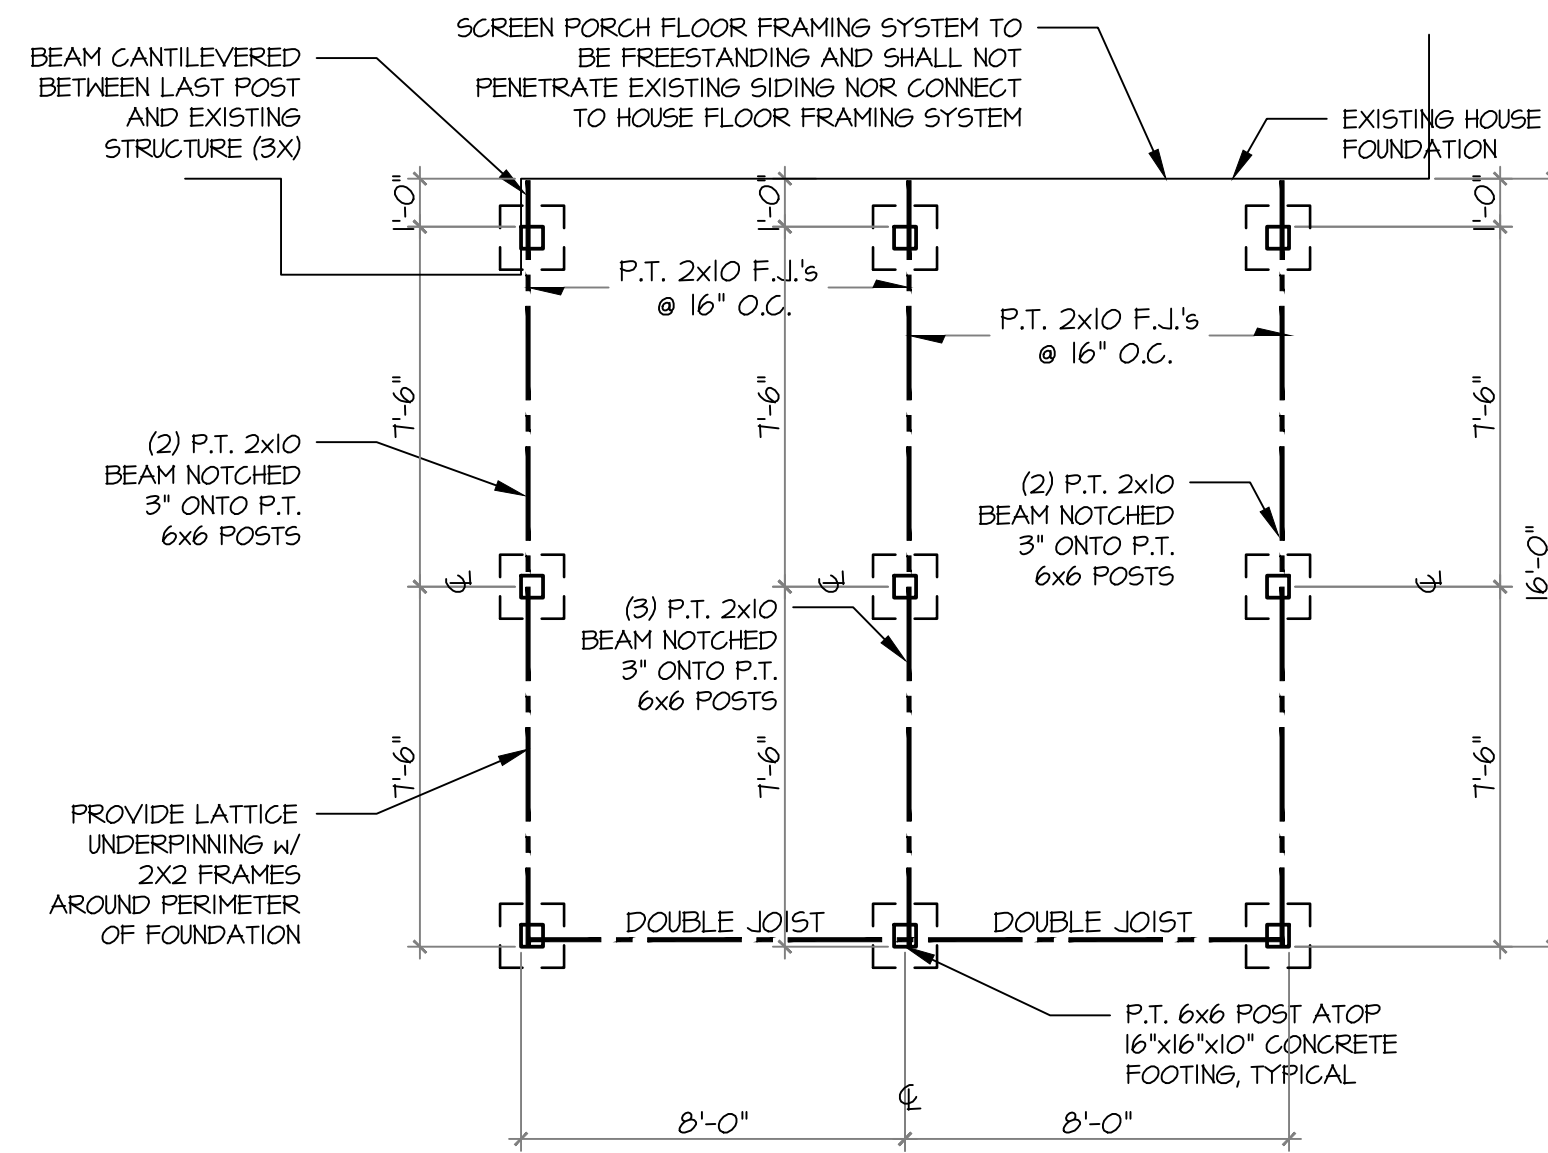 SCREEN PORCH FLOOR FRAMING SYSTEM TO
BE FREESTANDING AND SHALL NOT
PENETRATE EXISTING SIDING NOR CONNECT
TO HOUSE FLOOR FRAMING SYSTEM
BEAM CANTILEVERED
BETWEEN LAST POST
AND EXISTING
STRUCTURE (3X)
EXISTING HOUSE
FOUNDATION
1'-0"
1'-0"
1'-0"
P.T. 2x10 F.J.'s
@ 16" O.C.
P.T. 2x10 F.J.'s
@ 16" O.C.
7'-6"
7'-6"
7'-6"
(2) P.T. 2x10
BEAM NOTCHED
3" ONTO P.T.
6x6 POSTS
(2) P.T. 2x10
BEAM NOTCHED
3" ONTO P.T.
6x6 POSTS
16'-0"
℄
℄
℄
(3) P.T. 2x10
BEAM NOTCHED
3" ONTO P.T.
6x6 POSTS
7'-6"
7'-6"
7'-6"
PROVIDE LATTICE
UNDERPINNING w/
2X2 FRAMES
AROUND PERIMETER
OF FOUNDATION
DOUBLE JOIST
DOUBLE JOIST
P.T. 6x6 POST ATOP
16"x16"x10" CONCRETE
FOOTING, TYPICAL
℄
8'-0"
8'-0"